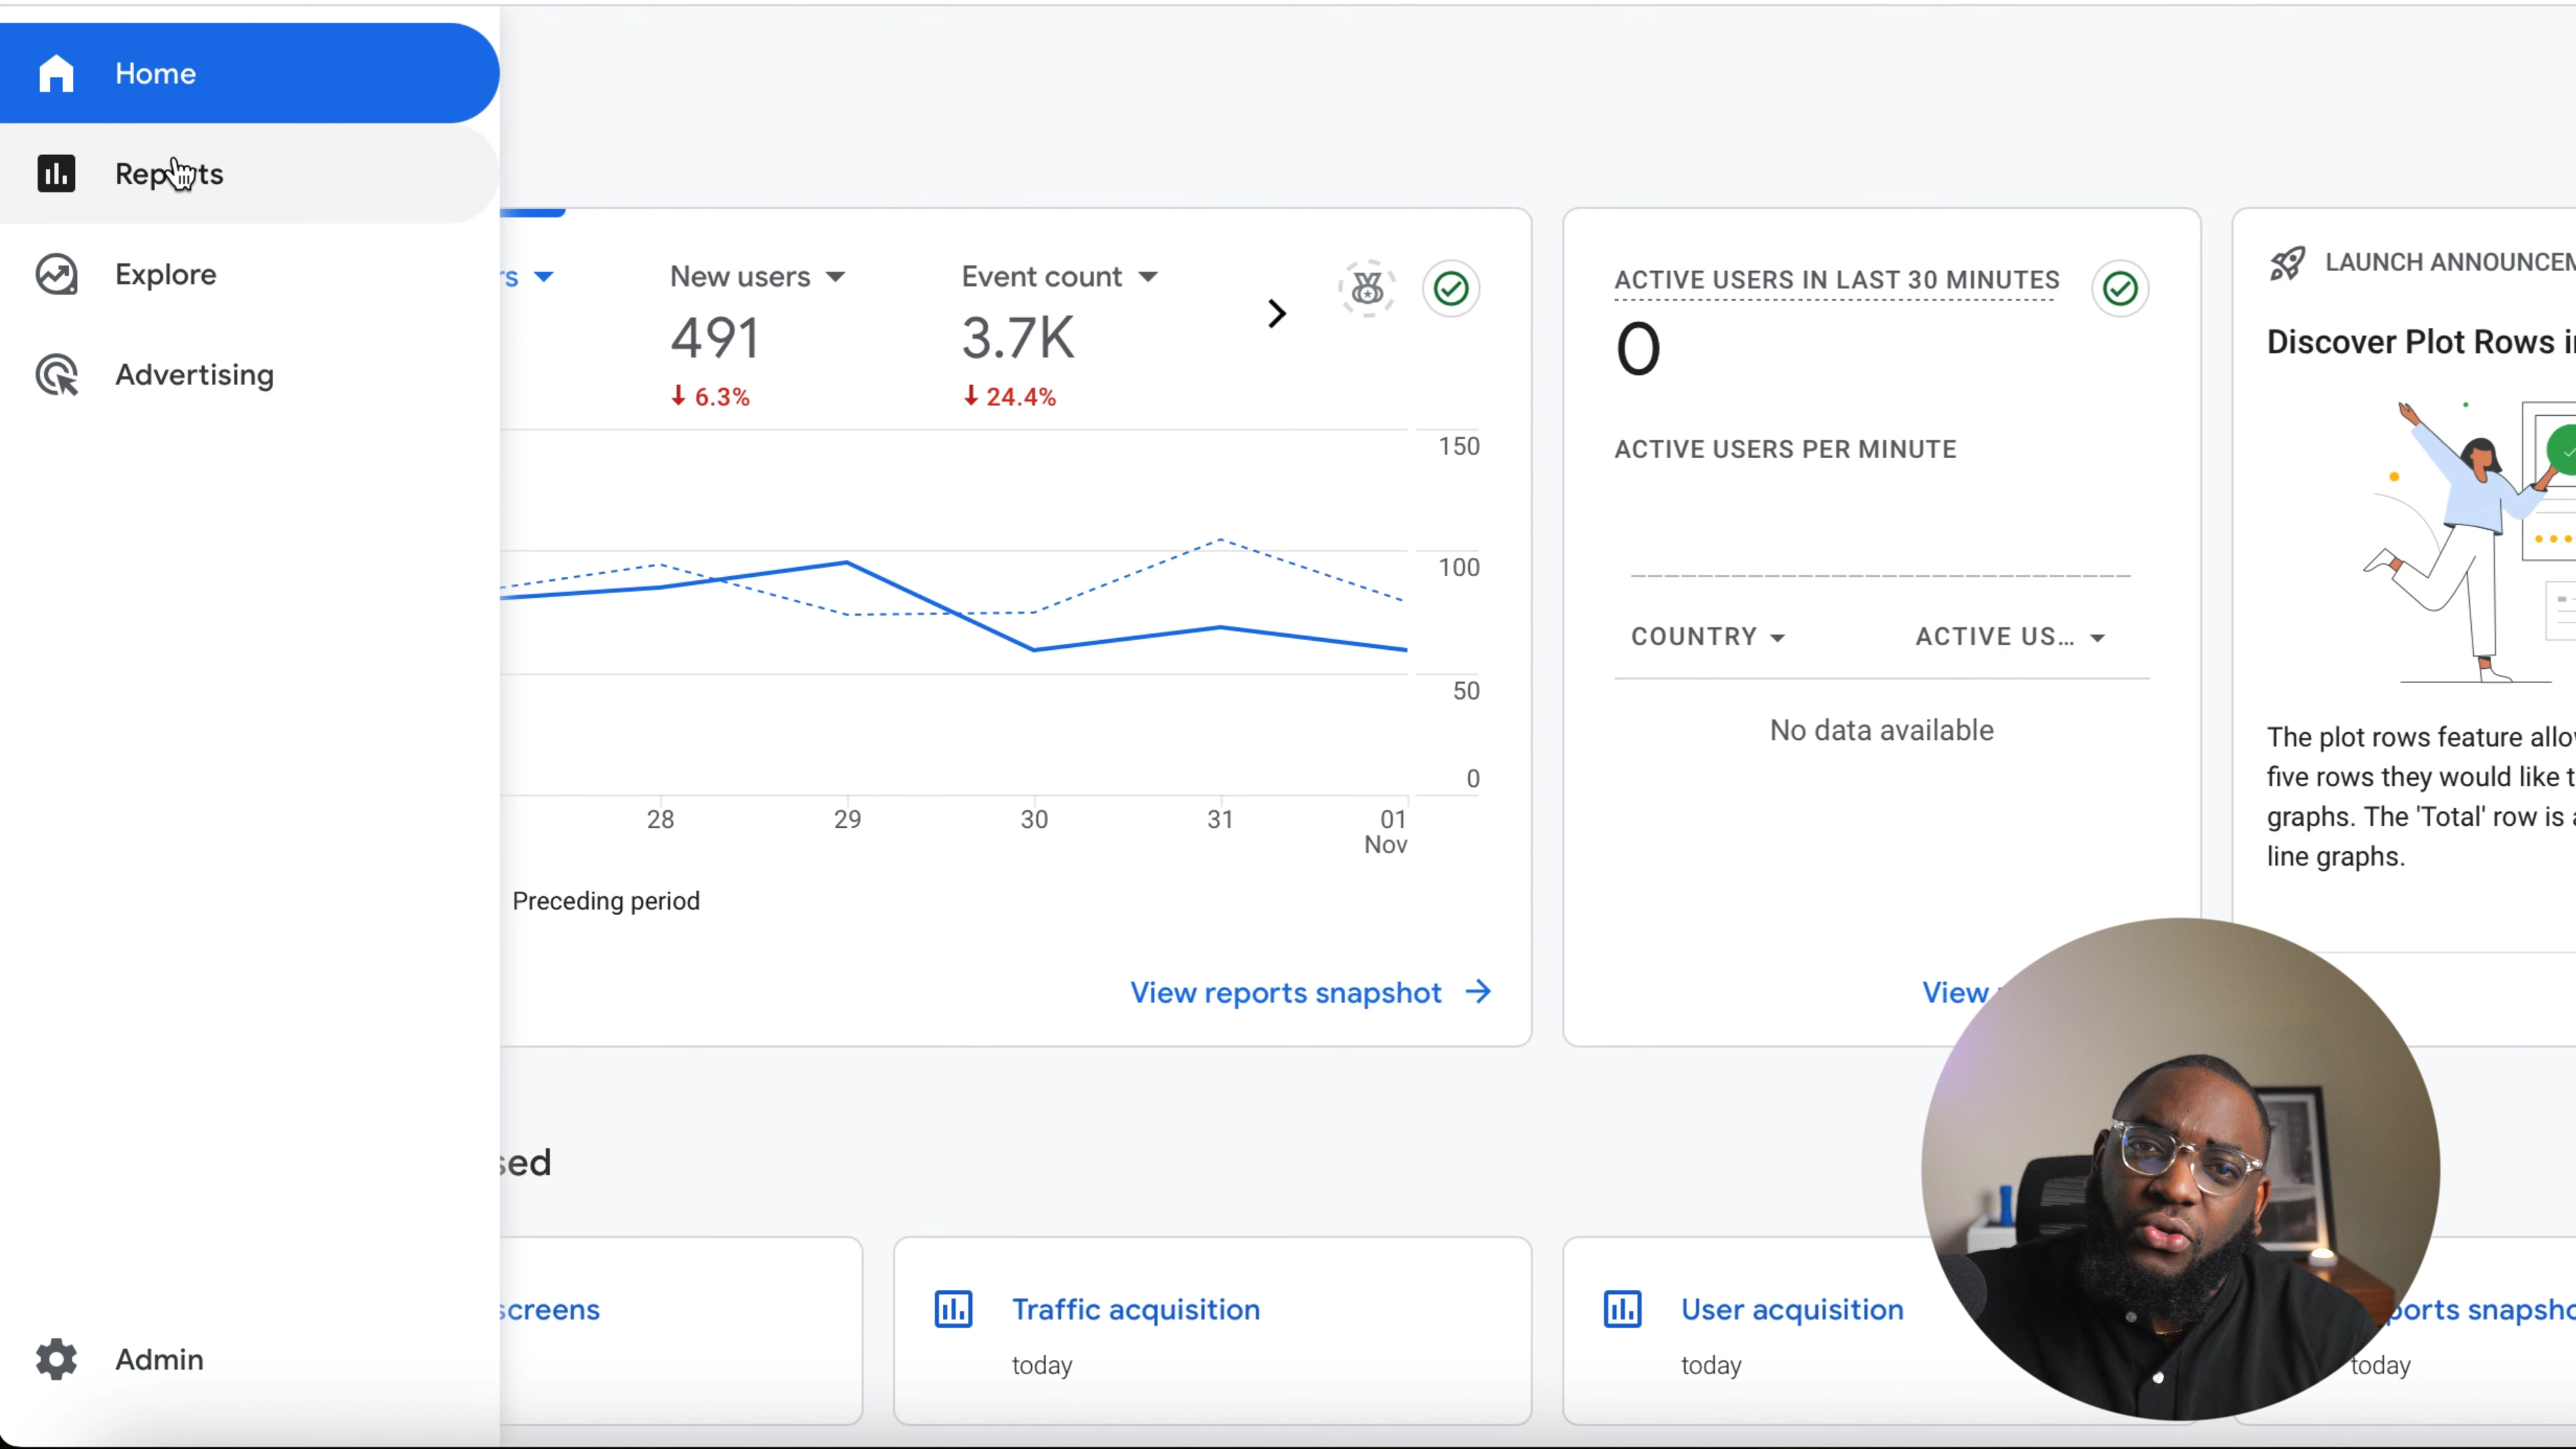 Home
Reports
Explore
Advertising
Admin
rs
New users
491
6.3%
Event count
3.7K
24.4%
150
100
50
0
28
29
30
31
01
Nov
Preceding period
View reports snapshot
ACTIVE USERS IN LAST 30 MINUTES
0
ACTIVE USERS PER MINUTE
COUNTRY
ACTIVE US...
No data available
View
LAUNCH ANNOUNCEM
Discover Plot Rows i
The plot rows feature allo
five rows they would like t
graphs. The 'Total' row is a
line graphs.
sed
screens
Traffic acquisition
today
User acquisition
today
ports snapsho
today